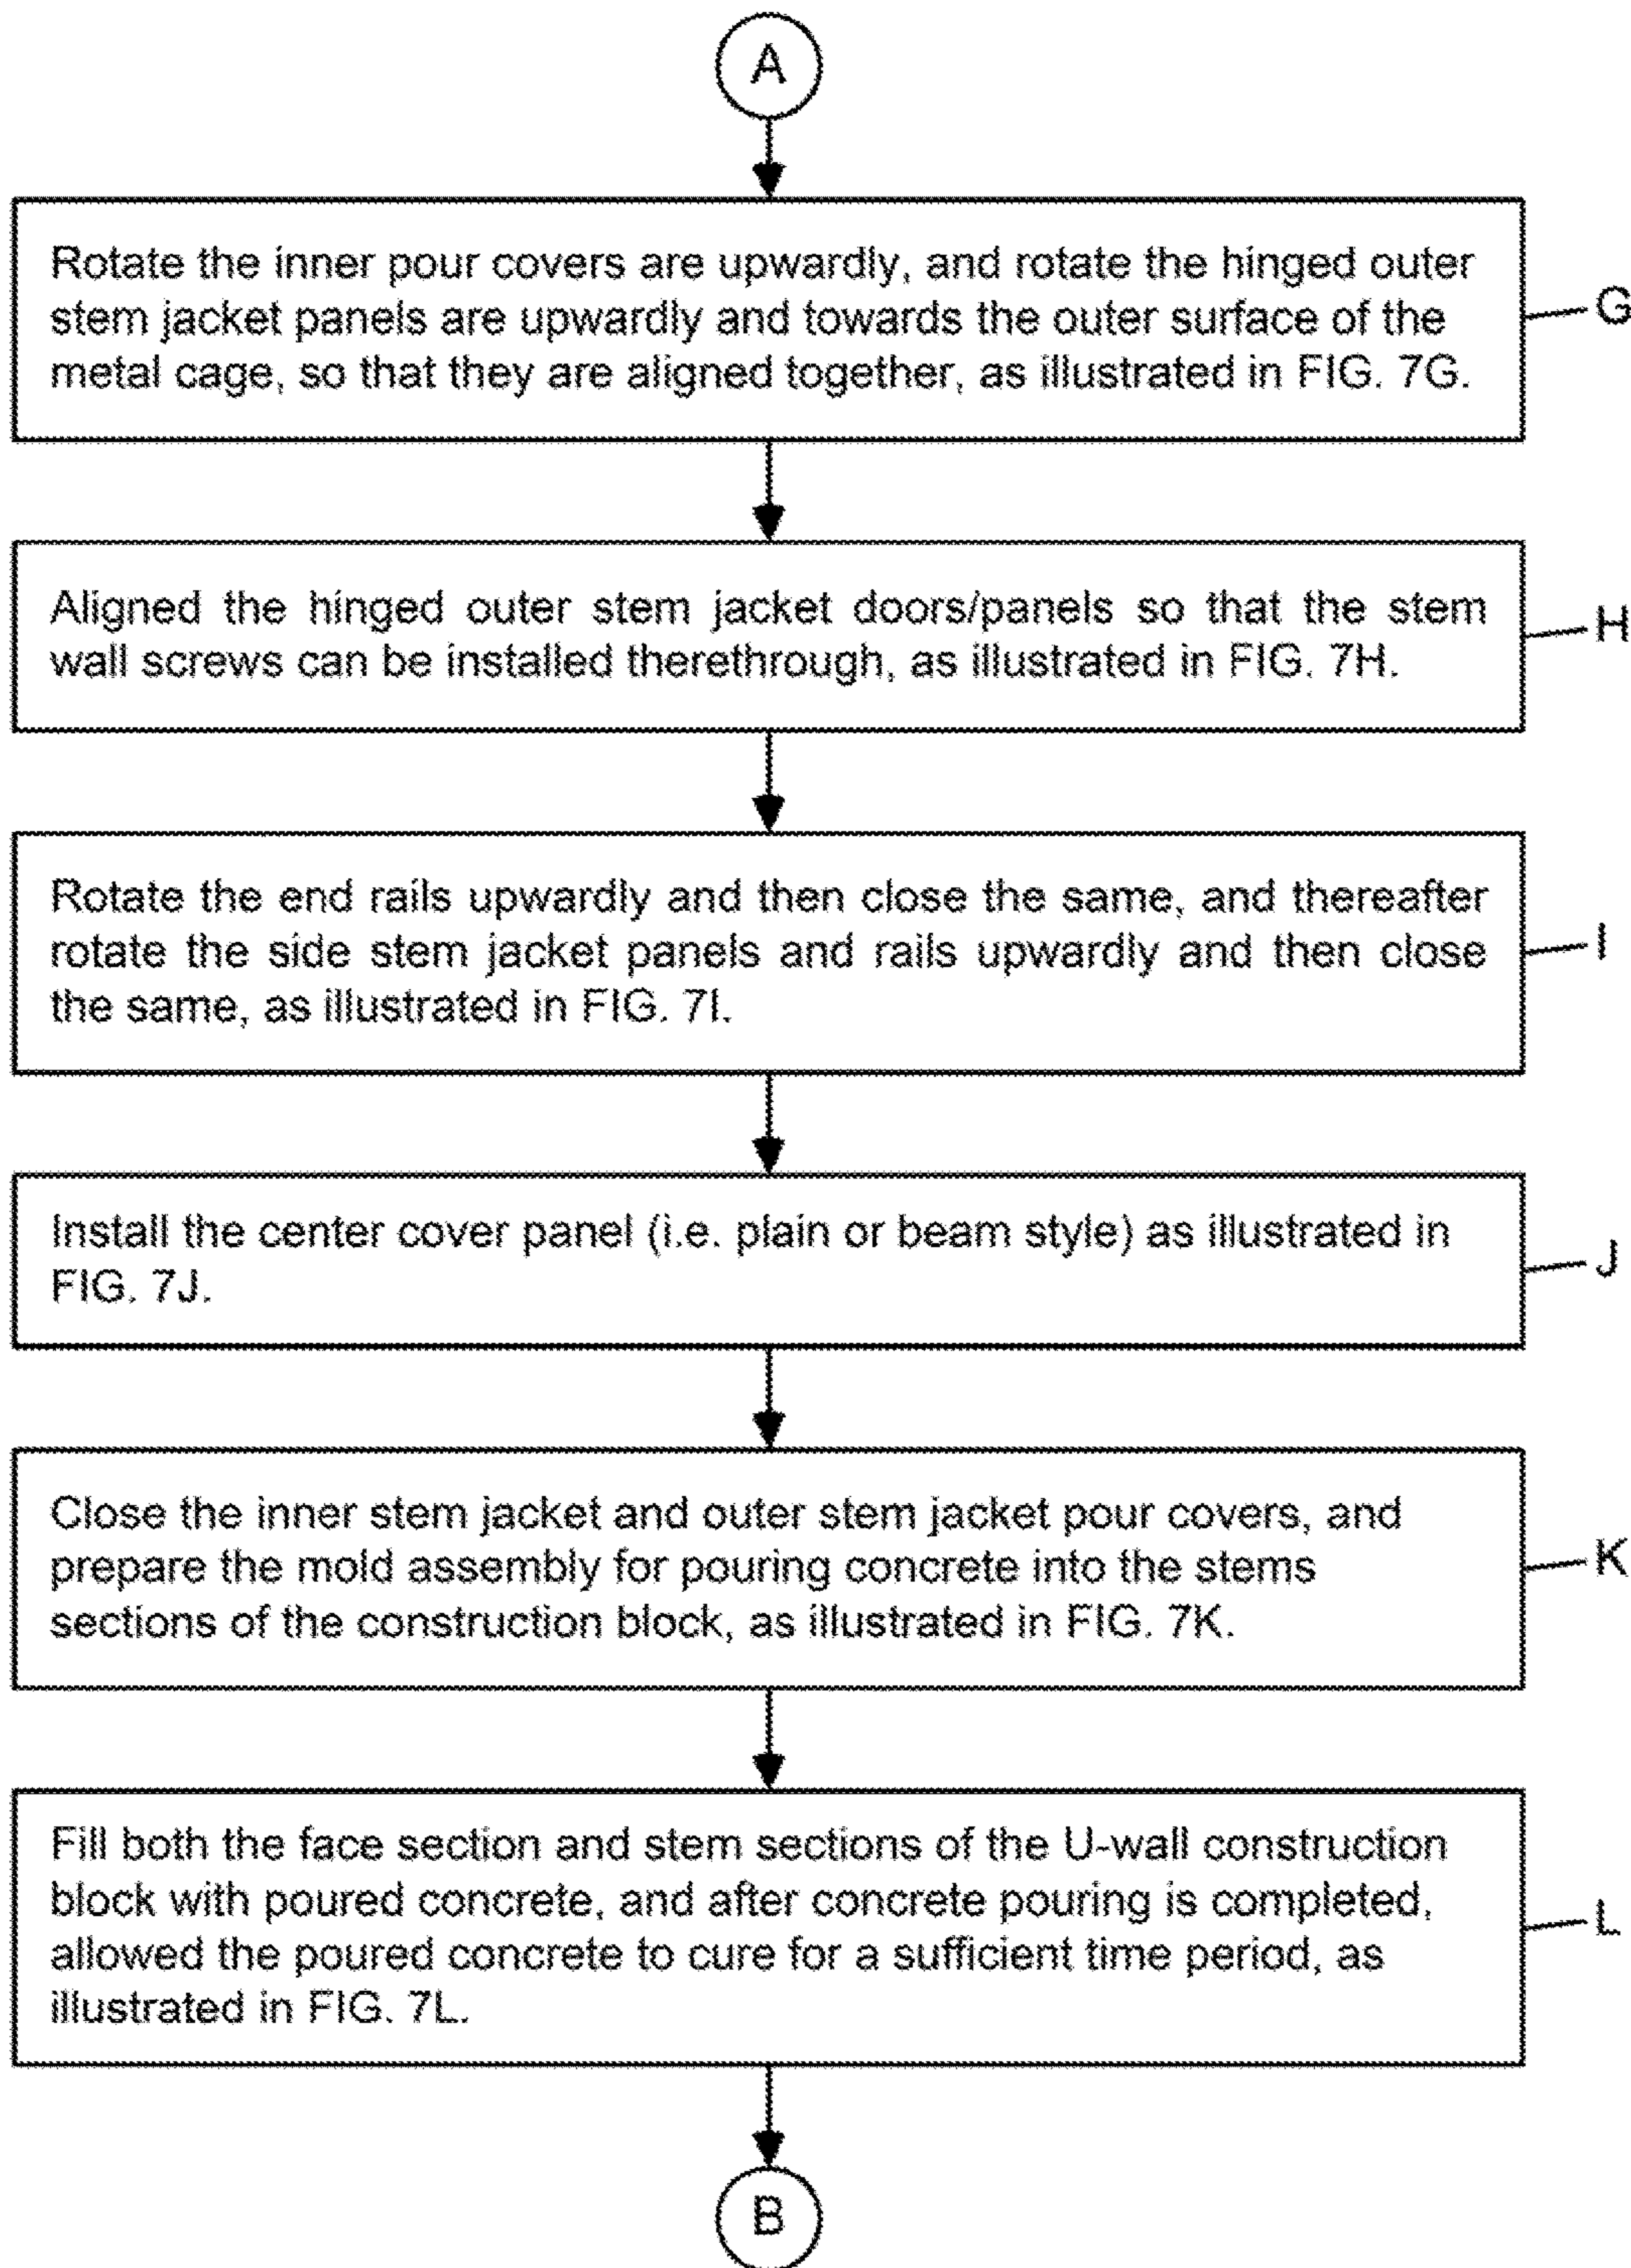 A
Rotate the inner pour covers are upwardly, and rotate the hinged outer
stem jacket panels are upwardly and towards the outer surface of the
metal cage, so that they are aligned together, as illustrated in FIG. 7G.
G
Aligned the hinged outer stem jacket doors/panels so that the stem
wall screws can be installed therethrough, as illustrated in FIG. 7H.
H
Rotate the end rails upwardly and then close the same, and thereafter
rotate the side stem jacket panels and rails upwardly and then close
the same, as illustrated in FIG. 7I.
I
Install the center cover panel (i.e. plain or beam style) as illustrated in
FIG. 7J.
J
Close the inner stem jacket and outer stem jacket pour covers, and
prepare the mold assembly for pouring concrete into the stems
sections of the construction block, as illustrated in FIG. 7K.
K
Fill both the face section and stem sections of the U-wall construction
block with poured concrete, and after concrete pouring is completed,
allowed the poured concrete to cure for a sufficient time period, as
illustrated in FIG. 7L.
L
B